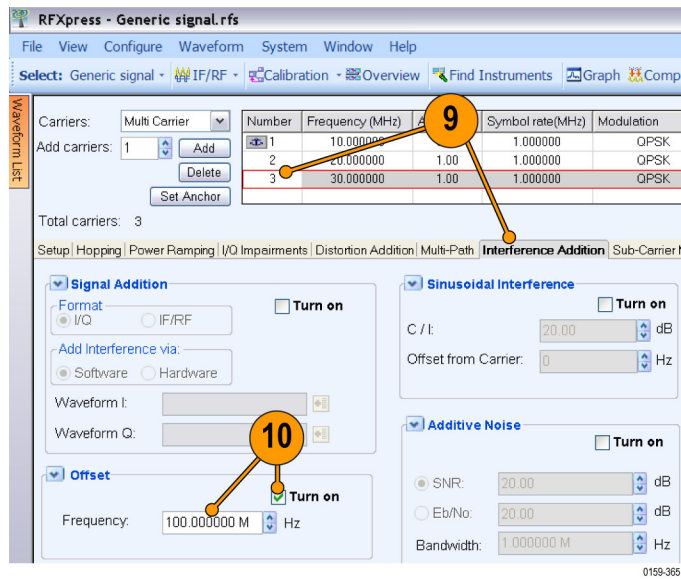 RFXpress - Generic signal.rfs
File View Configure Waveform System Window Help
Select: Generic signal IF/RF Calibration Overview Find Instruments Graph Comp
Waveform List
Carriers: Multi Carrier
Add carriers: 1 Add
Delete
Set Anchor
Total carriers: 3
Number Frequency (MHz) Symbol rate(MHz) Modulation
1 10.000000 1.000000 QPSK
2 20.000000 1.00 1.000000 QPSK
3 30.000000 1.00 1.000000 QPSK
9
Setup Hopping Power Ramping I/Q Impairments Distortion Addition Multi-Path Interference Addition Sub-Carrier
Signal Addition
Turn on
Format
I/Q IF/RF
Add Interference via:
Software Hardware
Waveform I:
Waveform Q:
10
Offset
Turn on
Frequency: 100.000000 M Hz
Sinusoidal Interference
Turn on
C / I: 20.00 dB
Offset from Carrier: 0 Hz
Additive Noise
Turn on
SNR: 20.00 dB
Eb/No: 20.00 dB
Bandwidth: 1.000000 M Hz
0159-365